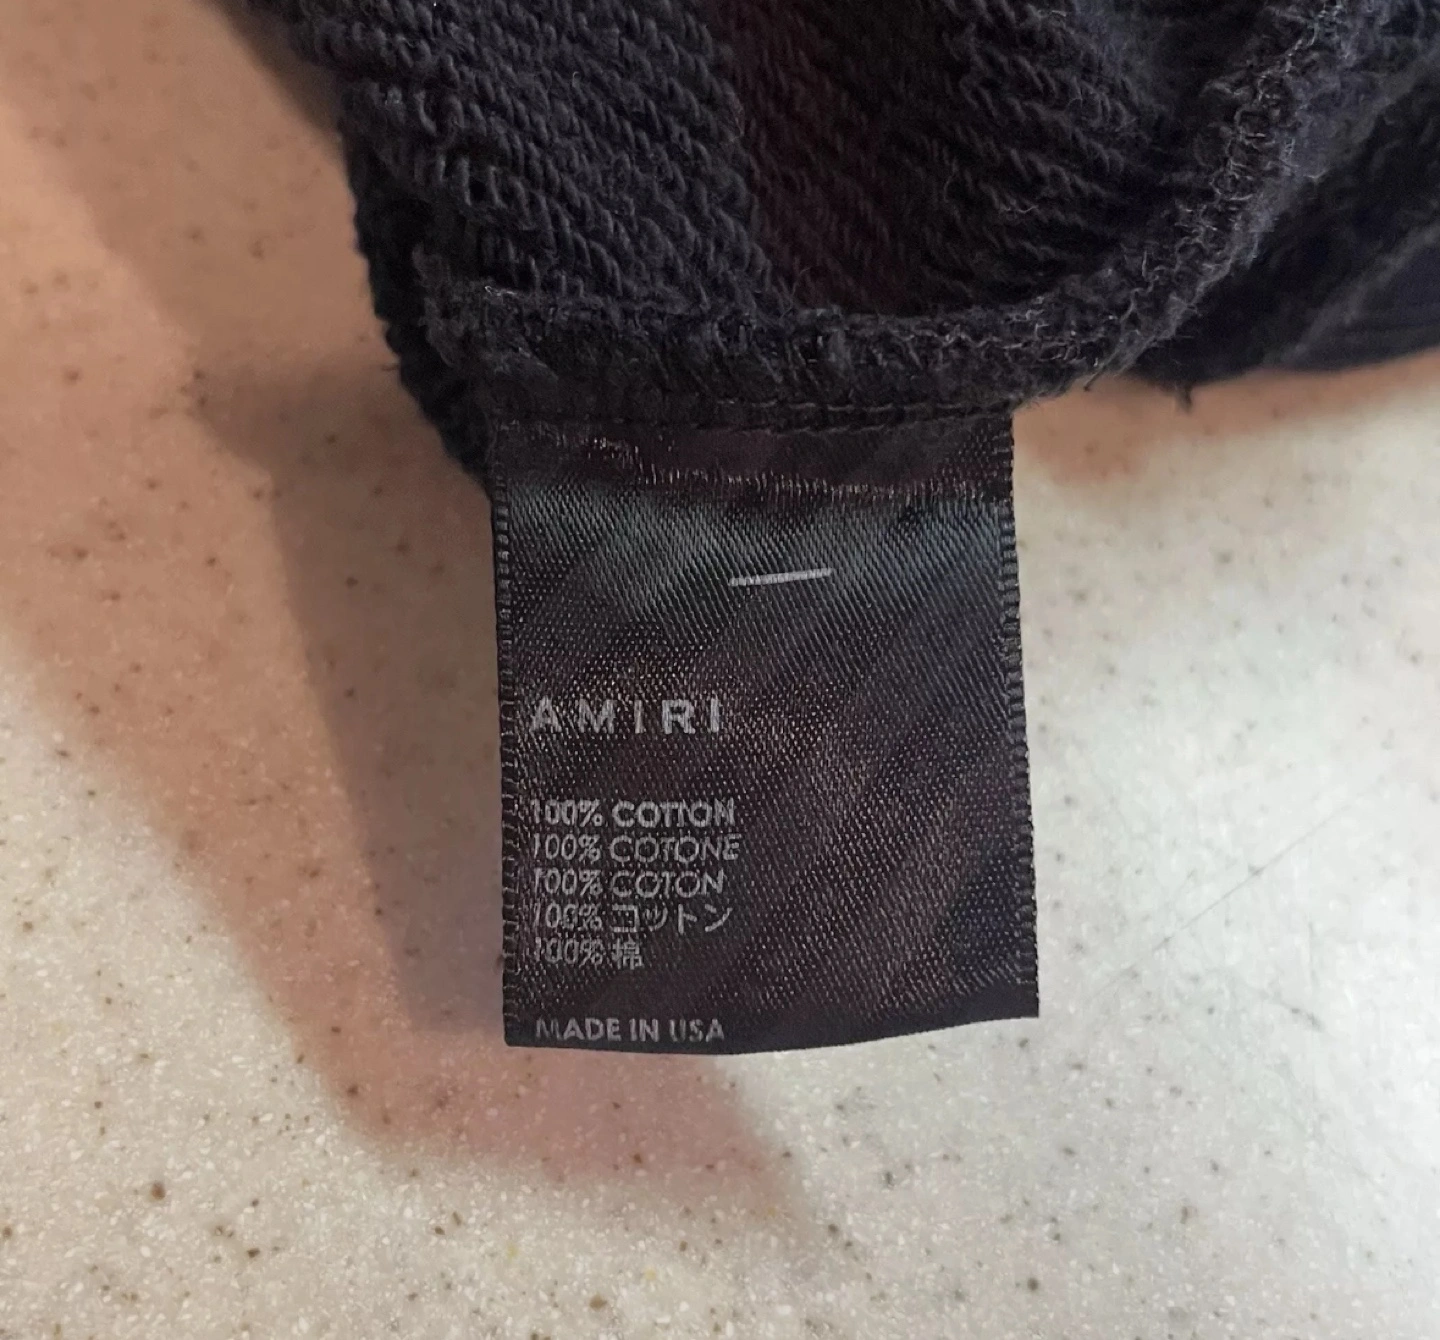 AMIRI
100% COTTON
100% COTONE
100% COTON
100% コットン
100% 棉
MADE IN USA